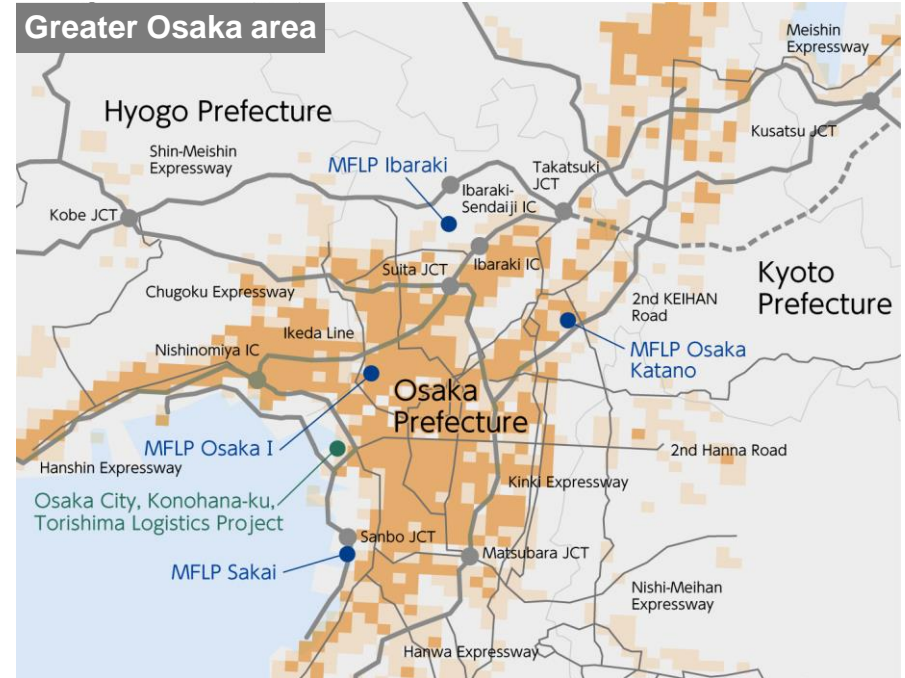 Greater Osaka area
Meishin
Expressway
Hyogo Prefecture
Kusatsu JCT
Shin-Meishin
Expressway
MFLP Ibaraki
Takatsuki
JCT
Ibaraki-
Sendaiji IC
Kobe JCT
Ibaraki IC
Suita JCT
Kyoto
Prefecture
Chugoku Expressway
2nd KEIHAN
Road
Ikeda Line
Nishinomiya IC
MFLP Osaka
Katano
Osaka
Prefecture
MFLP Osaka I
2nd Hanna Road
Hanshin Expressway
Kinki Expressway
Osaka City, Konohana-ku,
Torishima Logistics Project
Sanbo JCT
Matsubara JCT
MFLP Sakai
Nishi-Meihan
Expressway
Hanwa Expressway